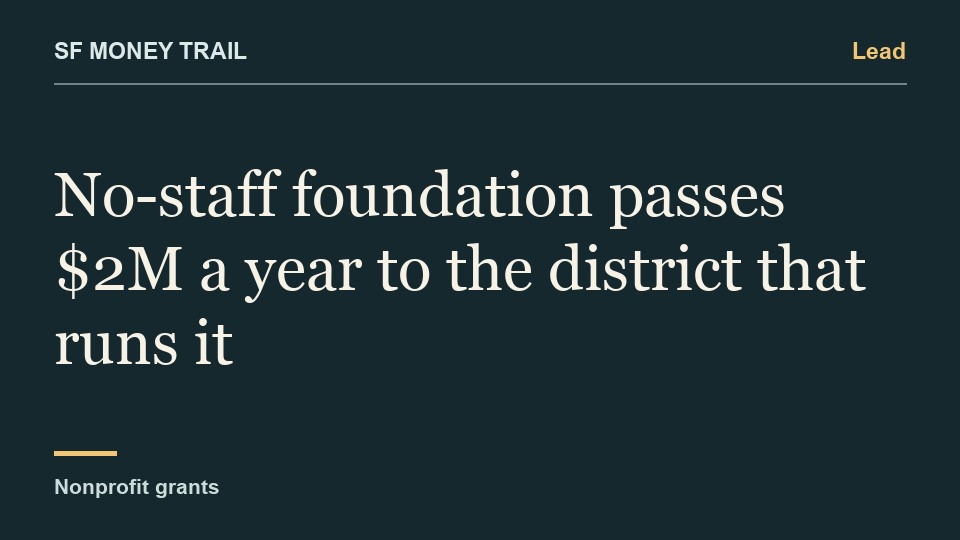 SF MONEY TRAIL
Lead
No-staff foundation passes
$2M a year to the district that
runs it
Nonprofit grants